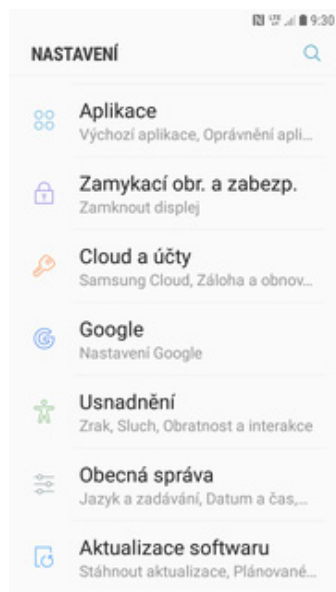 9:30
NASTAVENÍ
Aplikace
Výchozí aplikace, Oprávnění apli...
Zamykací obr. a zabezp.
Zamknout displej
Cloud a účty
Samsung Cloud, Záloha a obnov...
Google
Nastavení Google
Usnadnění
Zrak, Sluch, Obratnost a interakce
Obecná správa
Jazyk a zadávání, Datum a čas,...
Aktualizace softwaru
Stáhnout aktualizace, Plánované...